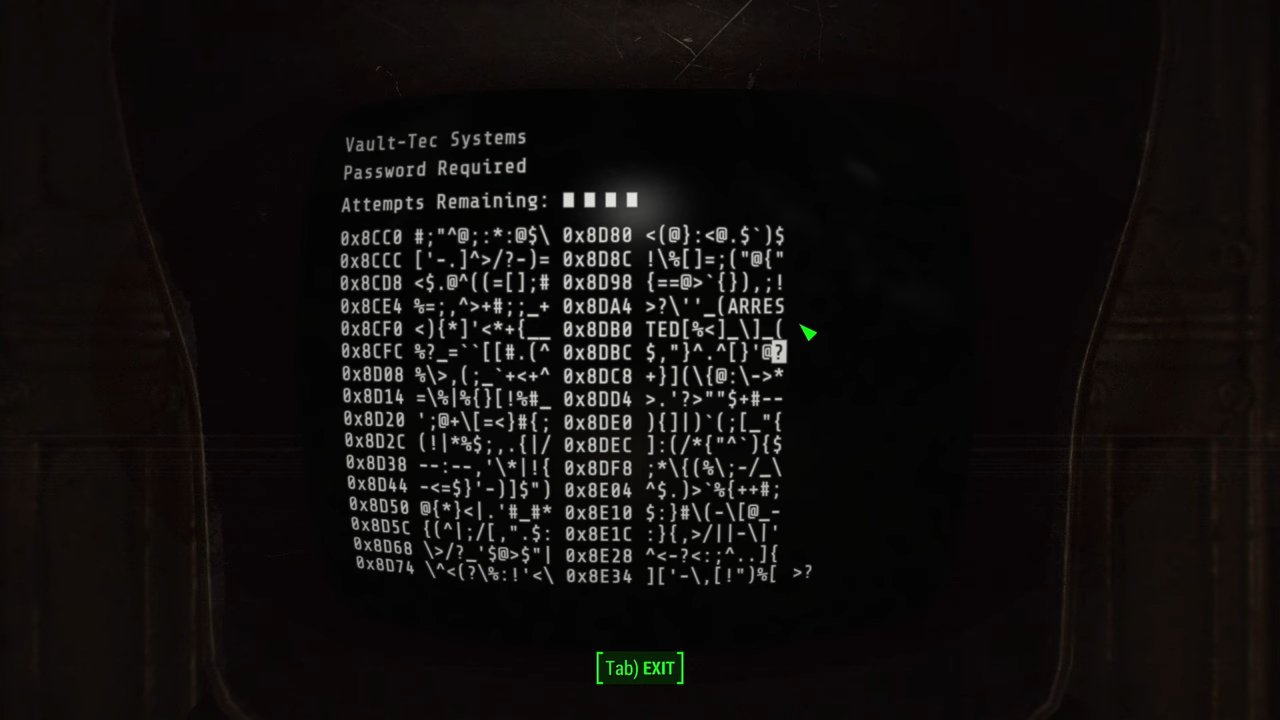 Vault-Tec Systems
Password Required
Attempts Remaining: ■ ■ ■ ■
0x8CC0 #;"^@;:*:@$\ 0x8D80 <(@}:<@.$`)$
0x8CCC ['-.]^>/?-)= 0x8D8C !\%[]=;("@{"
0x8CD8 <$.@^((=[];# 0x8D98 {==@>`{}),;!
0x8CE4 %=;,^>+#;;_+ 0x8DA4 >?\''_(ARRES
0x8CF0 <){*]'<*+{__ 0x8DB0 TED[%<]_\]_(
0x8CFC %?_=``[[#.(^ 0x8DBC $,"}^.^[}'@?
0x8D08 %\>,(;_`+<+^ 0x8DC8 +}](\{@:\->*
0x8D14 =\%|%{}[!%#_ 0x8DD4 >.'?>""$+#--
0x8D20 ';@+\[=<}#{; 0x8DE0 ){]|)`(;[_"{
0x8D2C (!|*%$;,.{|/ 0x8DEC ]:(/*{"^`){$
0x8D38 --:--,'\*|!{ 0x8DF8 ;*\{(%\;-/_\
0x8D44 -<=$}'-)]$") 0x8E04 ^$.)>`%{++#;
0x8D50 @{*}<|.'#_#* 0x8E10 $:}#\(-\[@_-
0x8D5C {(^|;/[,".$: 0x8E1C :}{,>/||-\|'
0x8D68 \>/?_'$@>$"| 0x8E28 ^<-?<:;^..]{
0x8D74 \^<(?\%:!'<\ 0x8E34 ]['-\,[!")%[ >?
[Tab) EXIT]